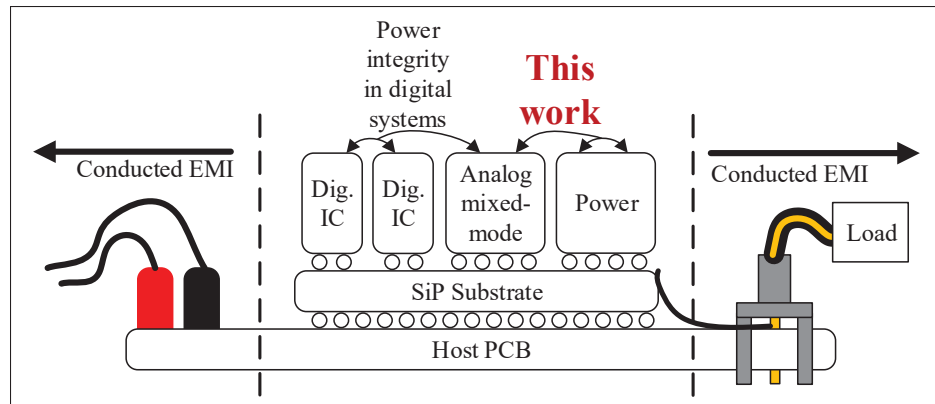 Power
integrity
in digital
systems
This
work
Conducted EMI
Conducted EMI
Dig.
IC
Dig.
IC
Analog
mixed-
mode
Power
Load
SiP Substrate
Host PCB